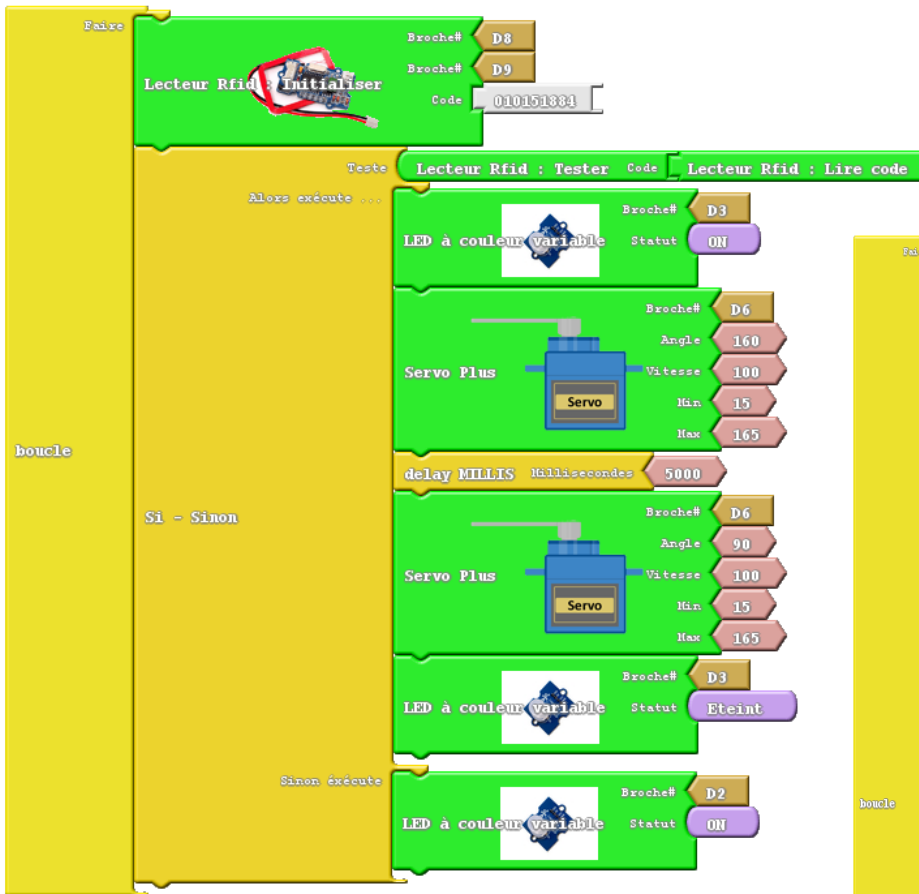 Faire
Lecteur Rfid : Initialiser
Broche# D8
Broche# D9
Code 010151884
Teste Lecteur Rfid : Tester Code Lecteur Rfid : Lire code
Alors exécute ...
LED à couleur variable
Broche# D3
Statut ON
Servo Plus
Servo
Broche# D6
Angle 160
Vitesse 100
Min 15
Max 165
boucle
delay MILLIS Millisecondes 5000
Si - Sinon
Servo Plus
Servo
Broche# D6
Angle 90
Vitesse 100
Min 15
Max 165
LED à couleur variable
Broche# D3
Statut Eteint
Sinon éxécute
LED à couleur variable
Broche# D2
Statut ON
Fai
boucle